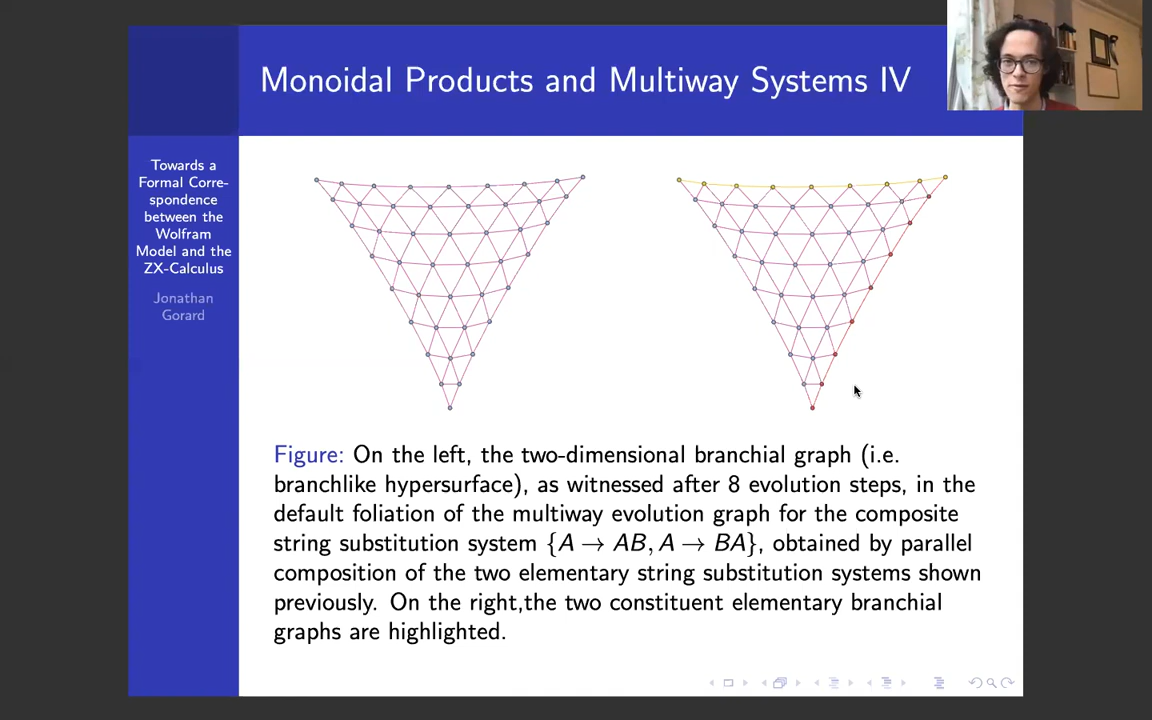 Monoidal Products and Multiway Systems IV
Towards a
Formal Corre-
spondence
between the
Wolfram
Model and the
ZX-Calculus
Jonathan
Gorard
Figure: On the left, the two-dimensional branchial graph (i.e.
branchlike hypersurface), as witnessed after 8 evolution steps, in the
default foliation of the multiway evolution graph for the composite
string substitution system {A → AB, A → BA}, obtained by parallel
composition of the two elementary string substitution systems shown
previously. On the right,the two constituent elementary branchial
graphs are highlighted.